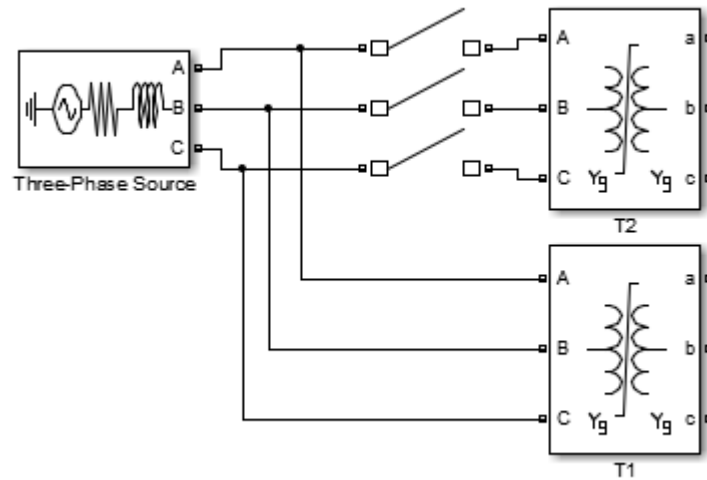 A
B
C
Three-Phase Source
A a
B b
C Yg Yg c
T2
A a
B b
C Yg Yg c
T1